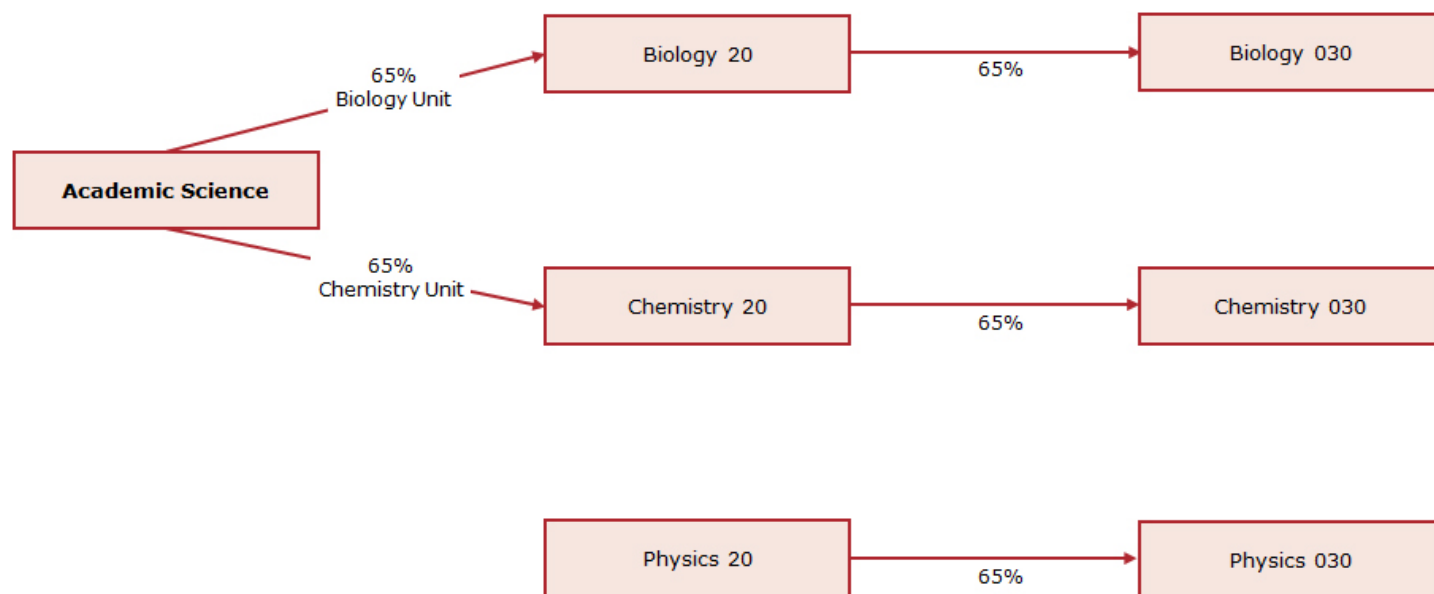 Biology 20
65%
Biology 030
65%
Biology Unit
Academic Science
65%
Chemistry Unit
Chemistry 20
65%
Chemistry 030
Physics 20
65%
Physics 030